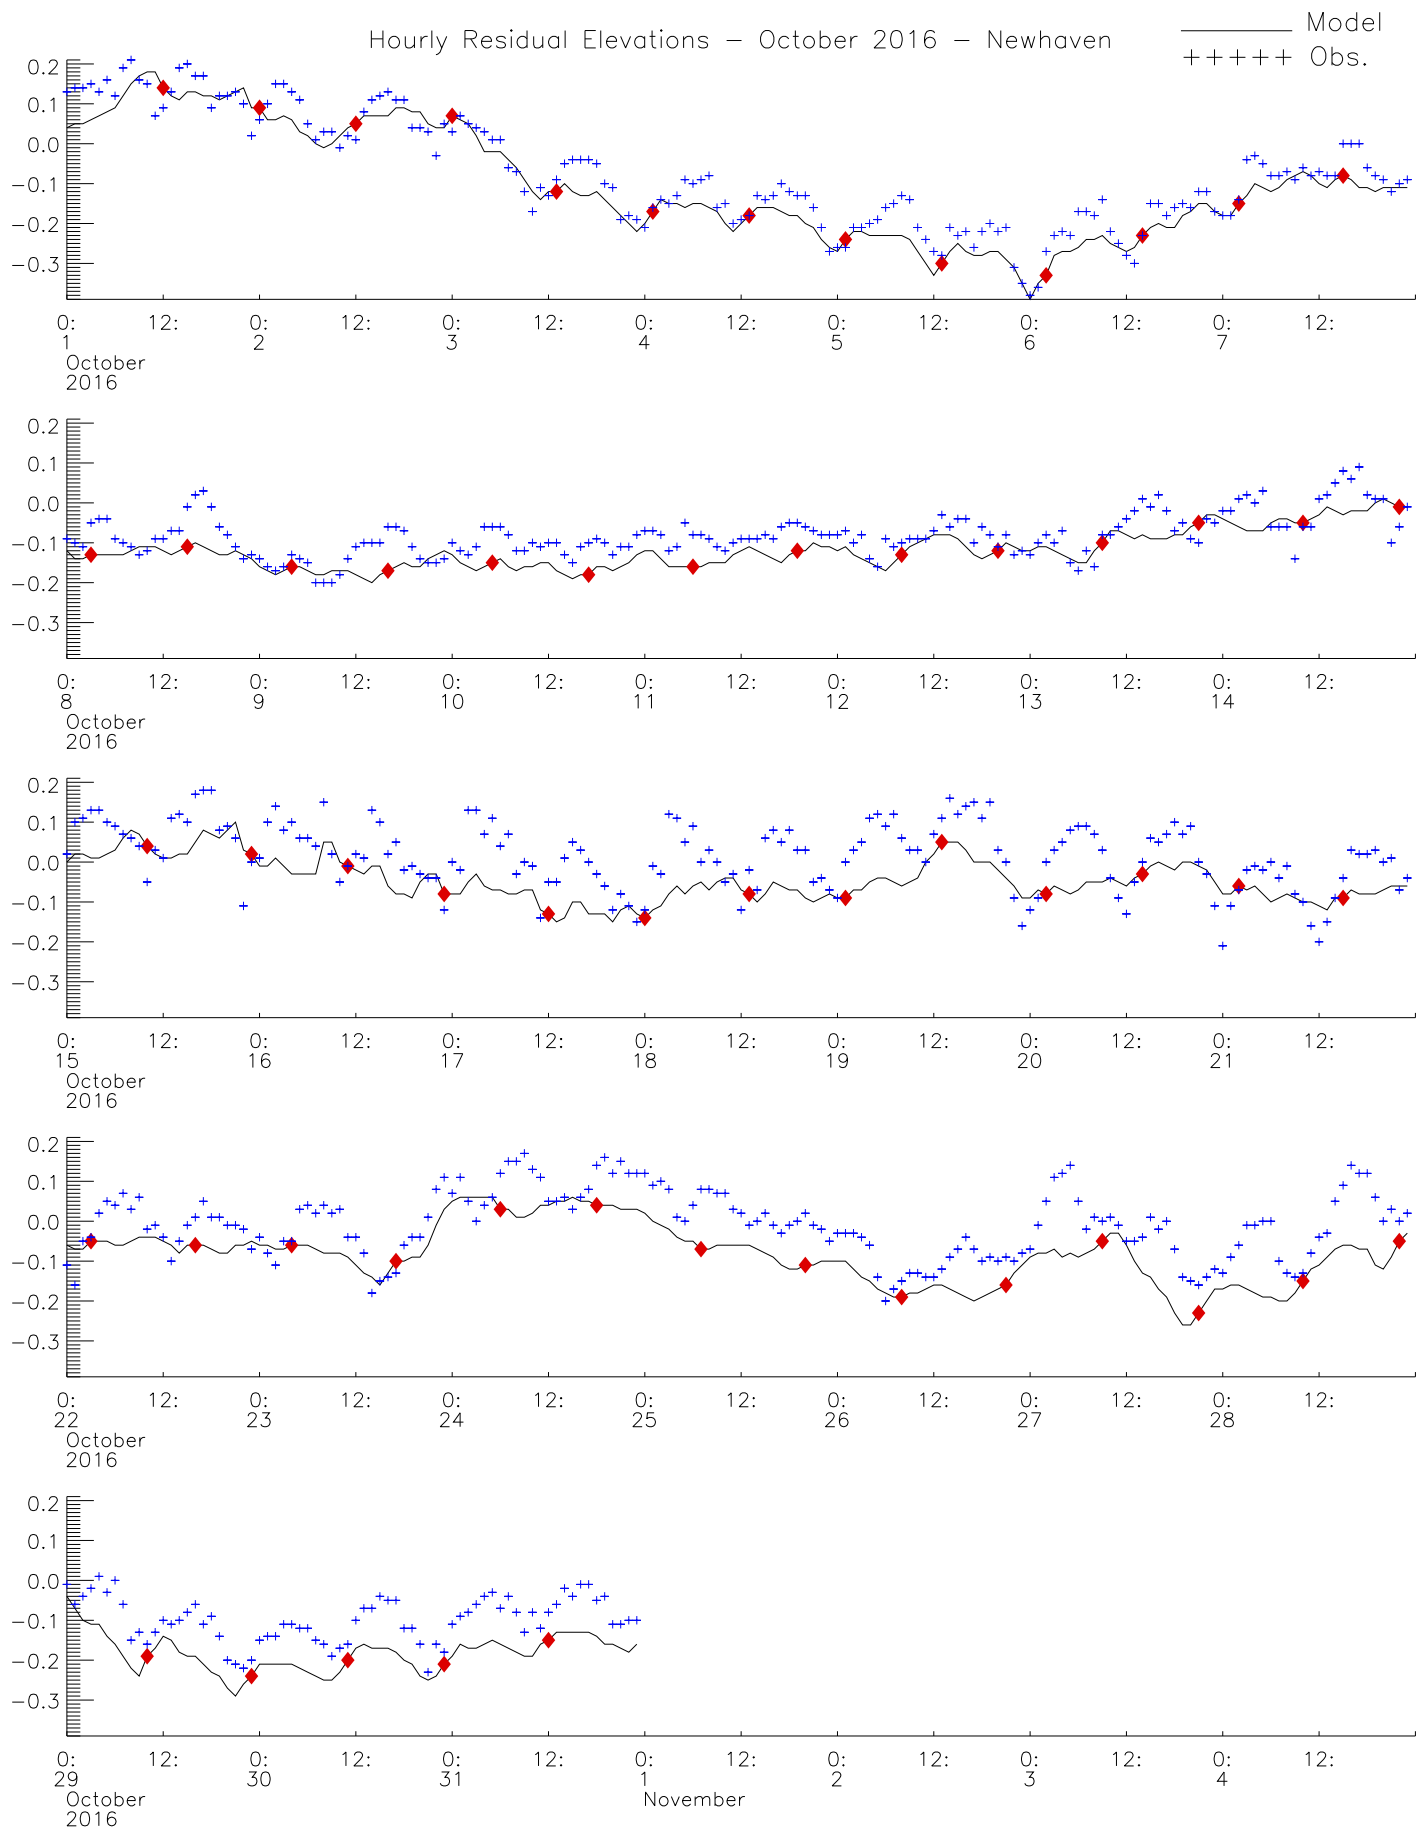 Hourly Residual Elevations – October 2016 – Newhaven
Model
+++++ Obs.
0.2
0.1
0.0
−0.1
−0.2
−0.3
0: 12: 0: 12: 0: 12: 0: 12: 0: 12: 0: 12: 0: 12:
1 2 3 4 5 6 7
October
2016
0.2
0.1
0.0
−0.1
−0.2
−0.3
0: 12: 0: 12: 0: 12: 0: 12: 0: 12: 0: 12: 0: 12:
8 9 10 11 12 13 14
October
2016
0.2
0.1
0.0
−0.1
−0.2
−0.3
0: 12: 0: 12: 0: 12: 0: 12: 0: 12: 0: 12: 0: 12:
15 16 17 18 19 20 21
October
2016
0.2
0.1
0.0
−0.1
−0.2
−0.3
0: 12: 0: 12: 0: 12: 0: 12: 0: 12: 0: 12: 0: 12:
22 23 24 25 26 27 28
October
2016
0.2
0.1
0.0
−0.1
−0.2
−0.3
0: 12: 0: 12: 0: 12: 0: 12: 0: 12: 0: 12: 0: 12:
29 30 31 1 2 3 4
October November
2016